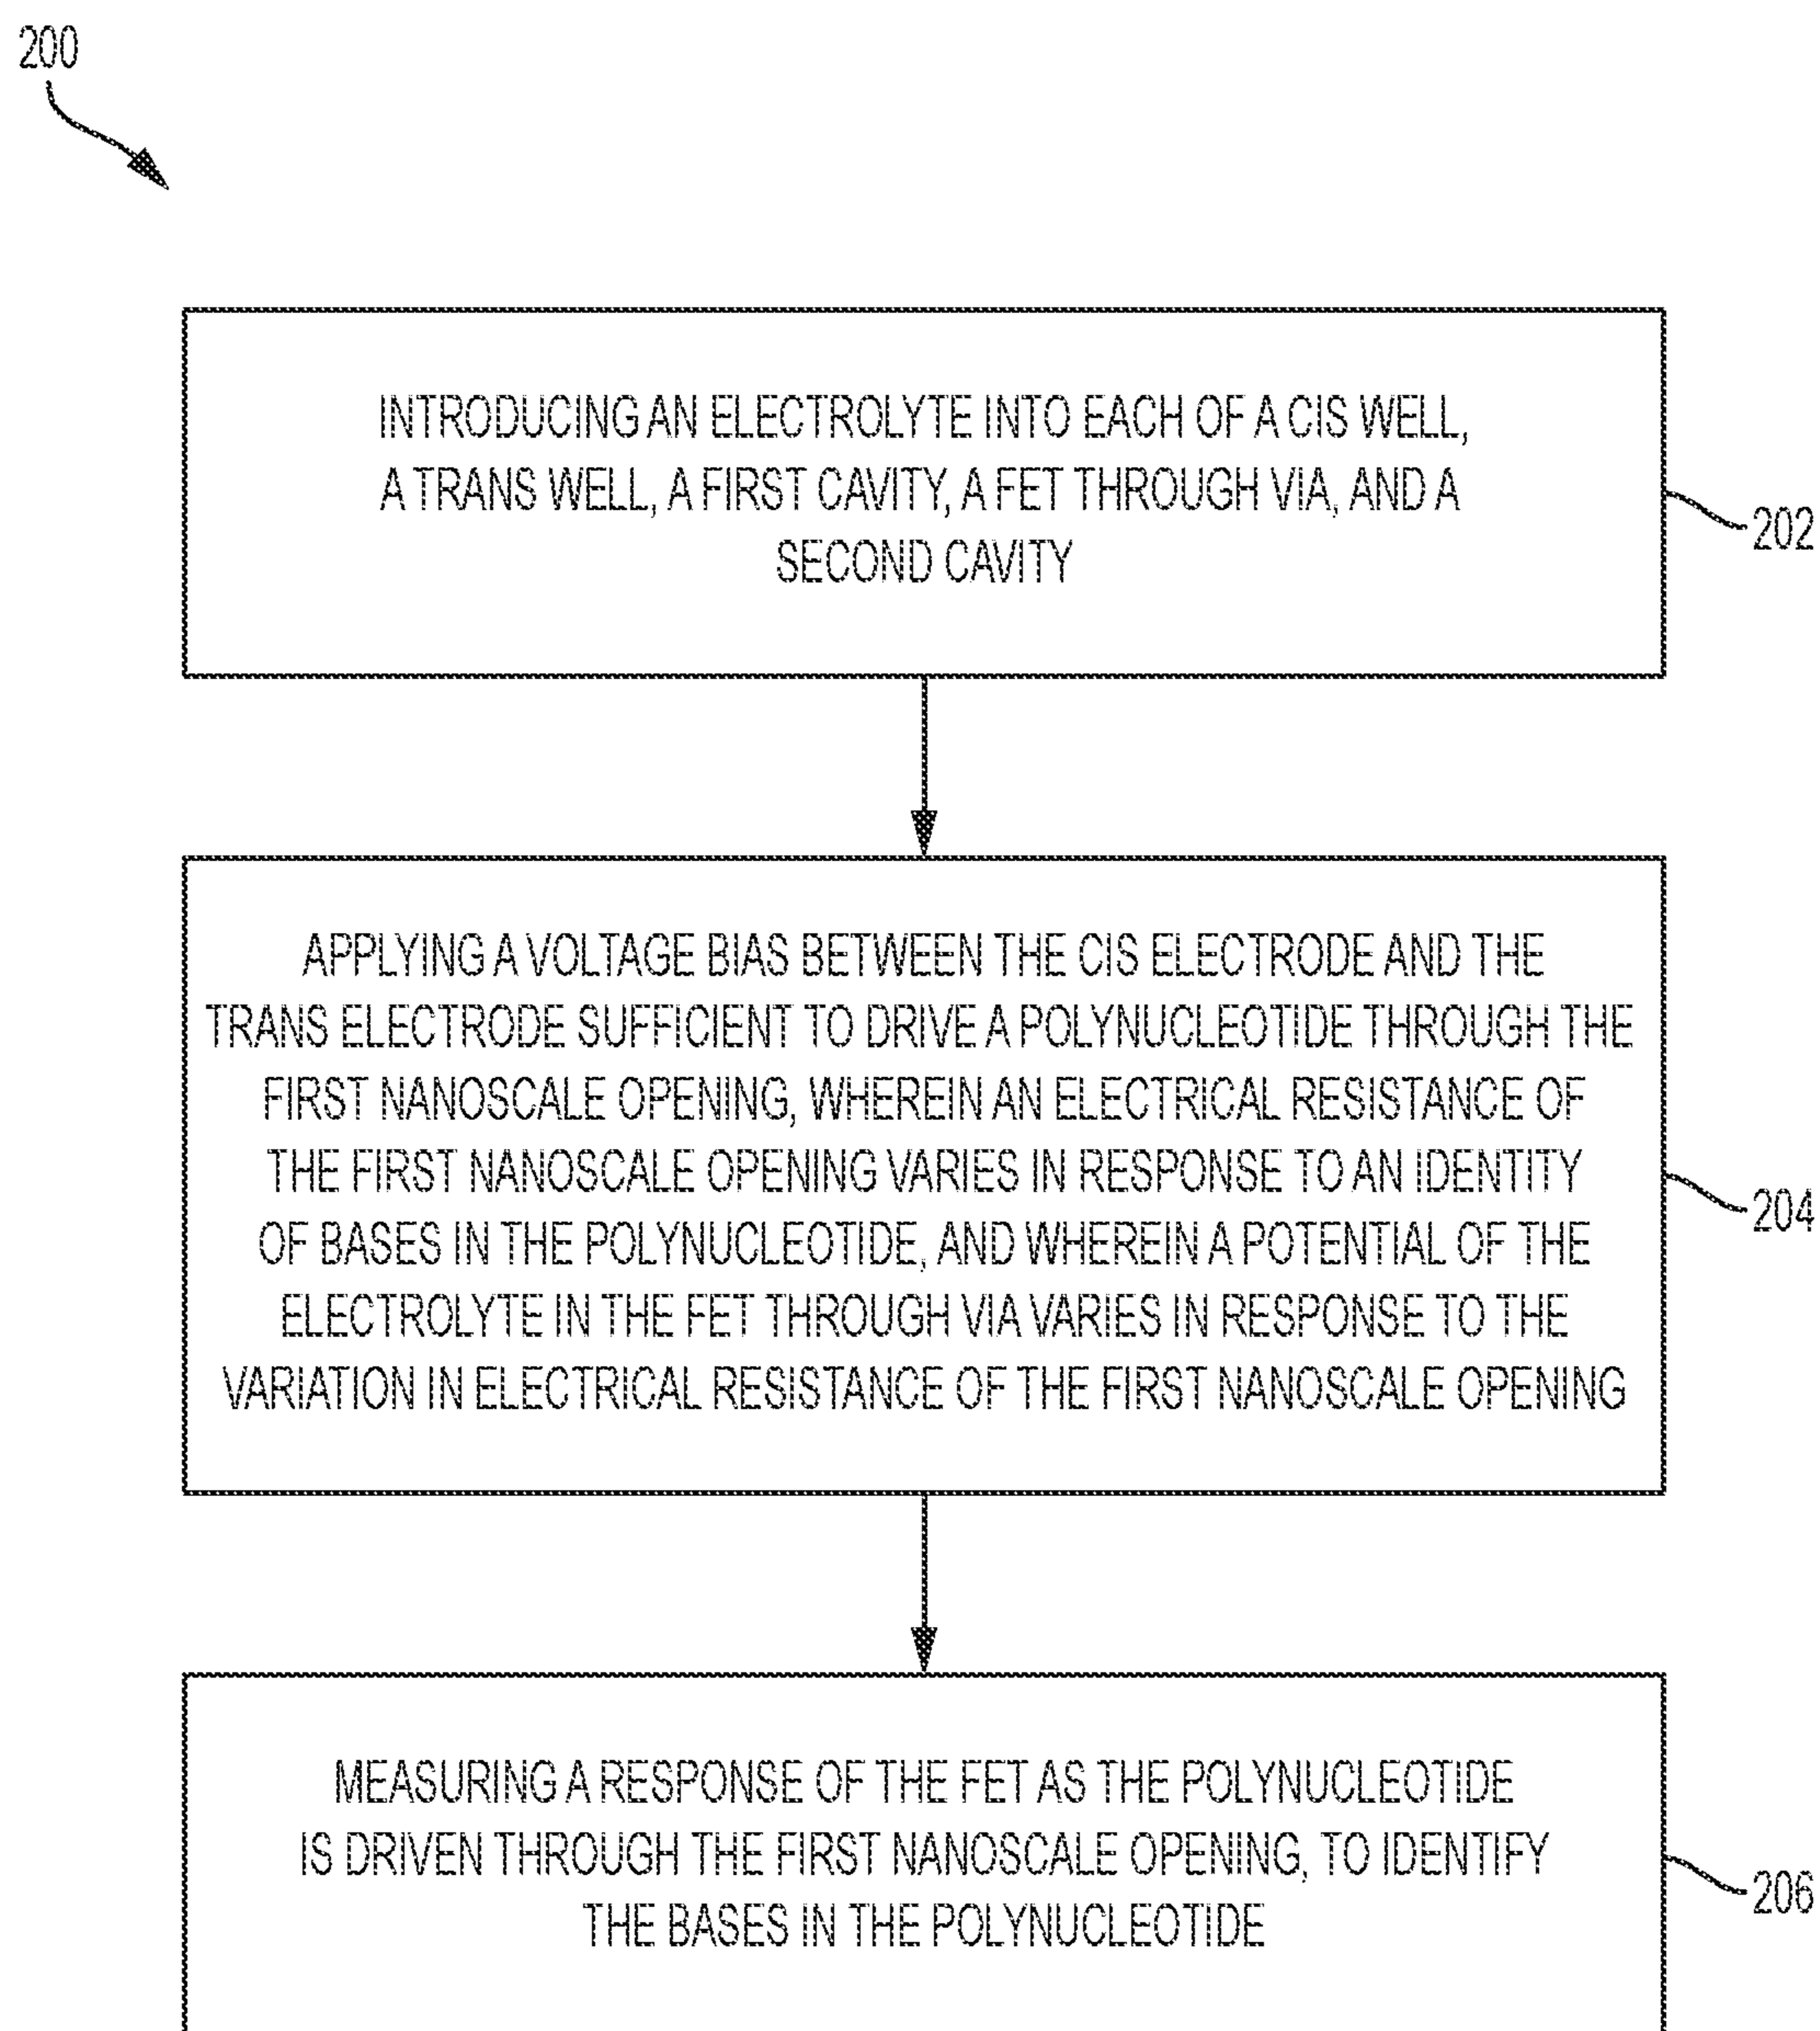 200
INTRODUCING AN ELECTROLYTE INTO EACH OF A CIS WELL,
A TRANS WELL, A FIRST CAVITY, A FET THROUGH VIA, AND A
SECOND CAVITY
202
APPLYING A VOLTAGE BIAS BETWEEN THE CIS ELECTRODE AND THE
TRANS ELECTRODE SUFFICIENT TO DRIVE A POLYNUCLEOTIDE THROUGH THE
FIRST NANOSCALE OPENING, WHEREIN AN ELECTRICAL RESISTANCE OF
THE FIRST NANOSCALE OPENING VARIES IN RESPONSE TO AN IDENTITY
OF BASES IN THE POLYNUCLEOTIDE, AND WHEREIN A POTENTIAL OF THE
ELECTROLYTE IN THE FET THROUGH VIA VARIES IN RESPONSE TO THE
VARIATION IN ELECTRICAL RESISTANCE OF THE FIRST NANOSCALE OPENING
204
MEASURING A RESPONSE OF THE FET AS THE POLYNUCLEOTIDE
IS DRIVEN THROUGH THE FIRST NANOSCALE OPENING, TO IDENTIFY
THE BASES IN THE POLYNUCLEOTIDE
206